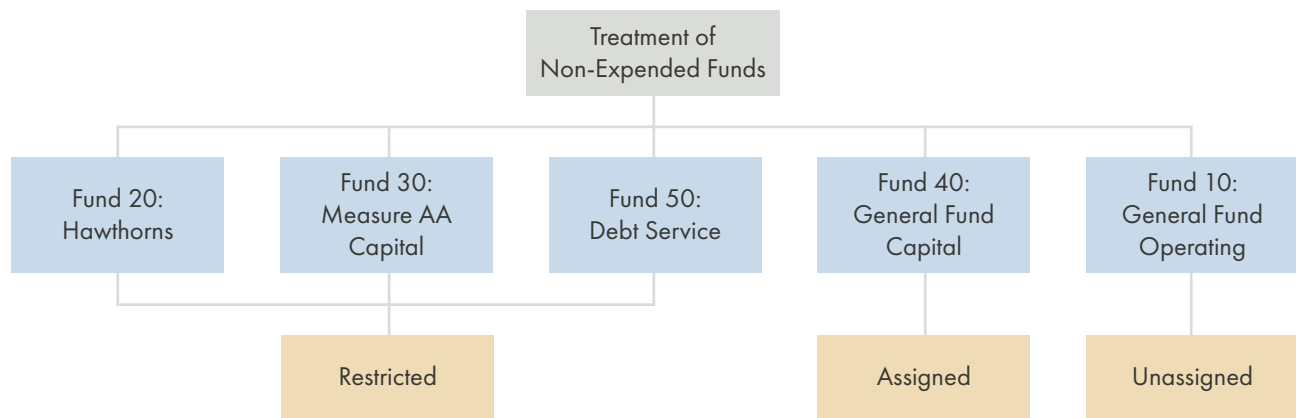 Treatment of
Non-Expended Funds
Fund 20:
Hawthorns
Fund 30:
Measure AA
Capital
Fund 50:
Debt Service
Fund 40:
General Fund
Capital
Fund 10:
General Fund
Operating
Restricted
Assigned
Unassigned